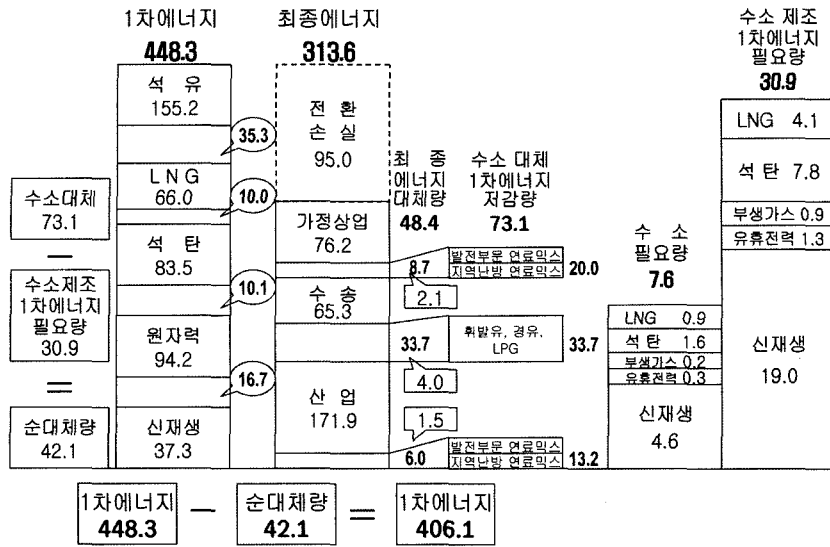 1차에너지
448.3
석 유
155.2
35.3
LNG
66.0
10.0
석 탄
83.5
10.1
원자력
94.2
16.7
신재생
37.3
수소대체
73.1
−
수소제조
1차에너지
필요량
30.9
=
순대체량
42.1
최종에너지
313.6
전 환
손 실
95.0
가정상업
76.2
수 송
65.3
산 업
171.9
최 종
에너지
대체량
48.4
8.7
2.1
33.7
4.0
1.5
6.0
수소 대체
1차에너지
저감량
73.1
발전부문 연료믹스
지역난방 연료믹스
20.0
휘발유, 경유,
LPG
33.7
발전부문 연료믹스
지역난방 연료믹스
13.2
수 소
필요량
7.6
LNG 0.9
석 탄 1.6
부생가스 0.2
유휴전력 0.3
신재생
4.6
수소 제조
1차에너지
필요량
30.9
LNG 4.1
석 탄 7.8
부생가스 0.9
유휴전력 1.3
신재생
19.0
1차에너지
448.3
−
순대체량
42.1
=
1차에너지
406.1